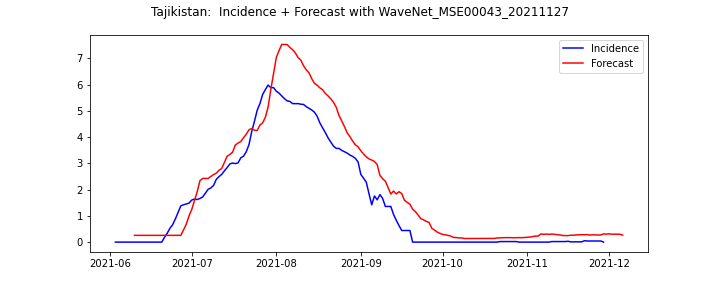 Tajikistan:  Incidence + Forecast with WaveNet_MSE00043_20211127
Incidence
Forecast
7
6
5
4
3
2
1
0
2021-06 2021-07 2021-08 2021-09 2021-10 2021-11 2021-12